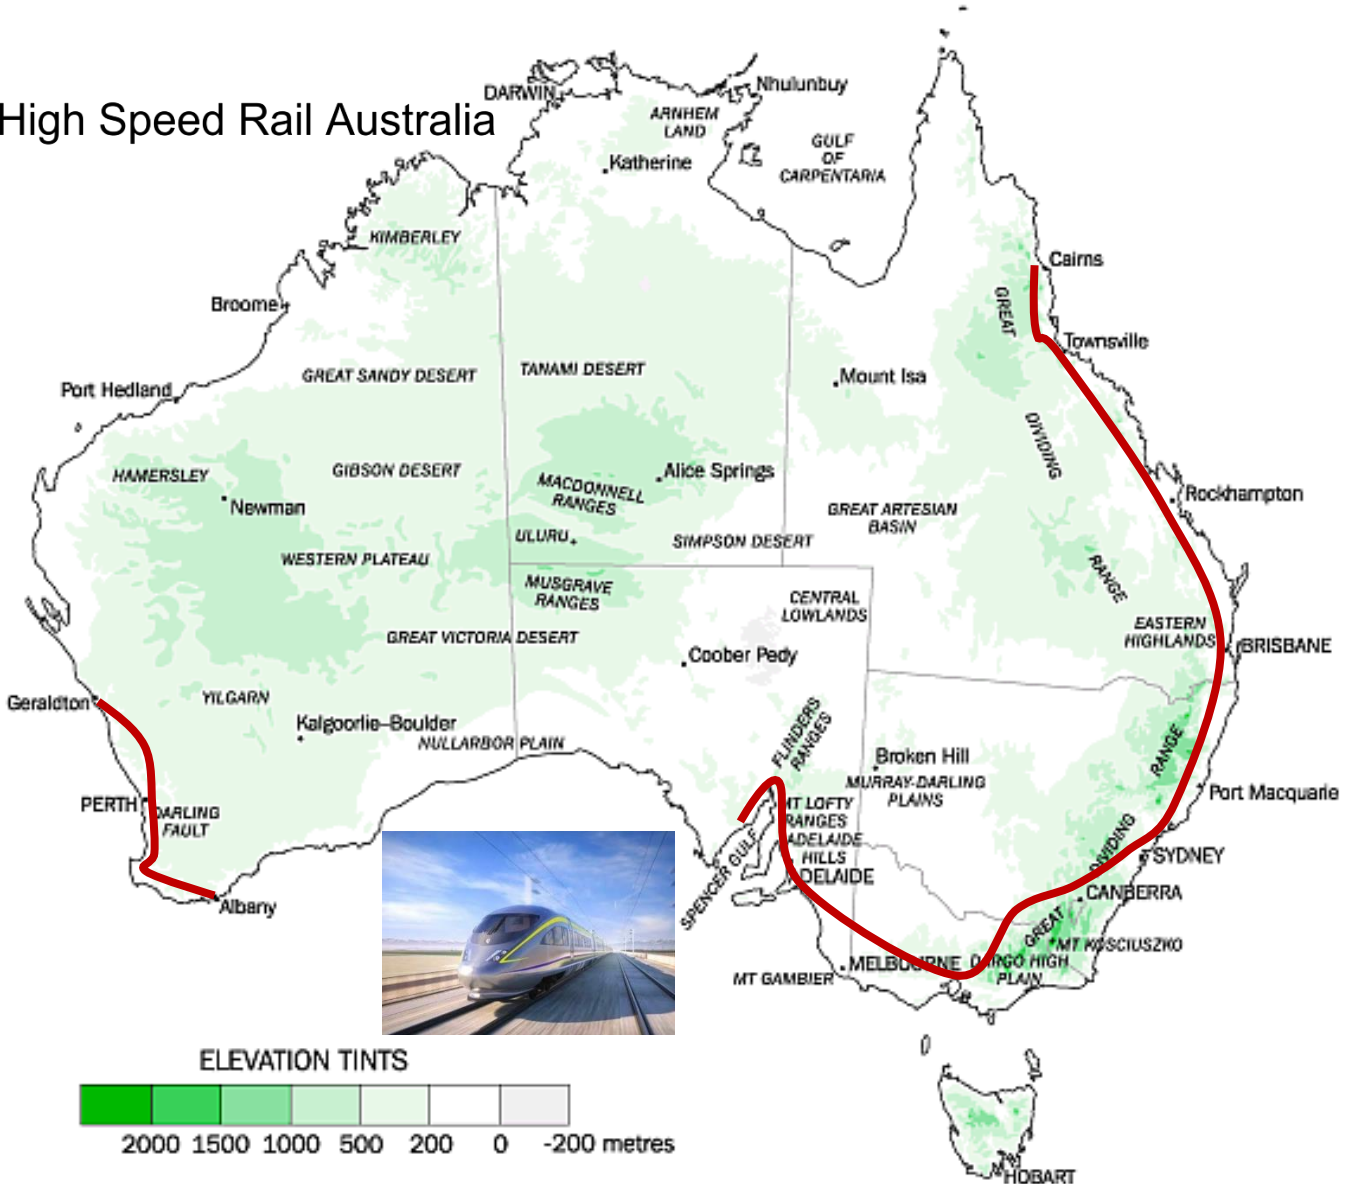 High Speed Rail Australia
DARWIN
Nhulunbuy
ARNHEM
LAND
GULF
OF
CARPENTARIA
Katherine
KIMBERLEY
Cairns
Broome
GREAT
Townsville
GREAT SANDY DESERT
TANAMI DESERT
Mount Isa
Port Hedland
DIVIDING
HAMERSLEY
GIBSON DESERT
Alice Springs
MACDONNELL
RANGES
Newman
Rockhampton
GREAT ARTESIAN
BASIN
ULURU
SIMPSON DESERT
WESTERN PLATEAU
RANGE
MUSGRAVE
RANGES
CENTRAL
LOWLANDS
EASTERN
HIGHLANDS
GREAT VICTORIA DESERT
BRISBANE
Coober Pedy
Geraldton
YILGARN
Kalgoorlie-Boulder
NULLARBOR PLAIN
FLINDERS
RANGES
RANGE
Broken Hill
MURRAY-DARLING
PLAINS
Port Macquarie
PERTH
DARLING
FAULT
MT LOFTY
RANGES
ADELAIDE
HILLS
SPENCER GULF
ADELAIDE
DIVIDING
SYDNEY
CANBERRA
Albany
GREAT
MT KOSCIUSZKO
MELBOURNE
DARGO HIGH
PLAIN
MT GAMBIER
ELEVATION TINTS
2000 1500 1000 500 200 0 -200 metres
HOBART